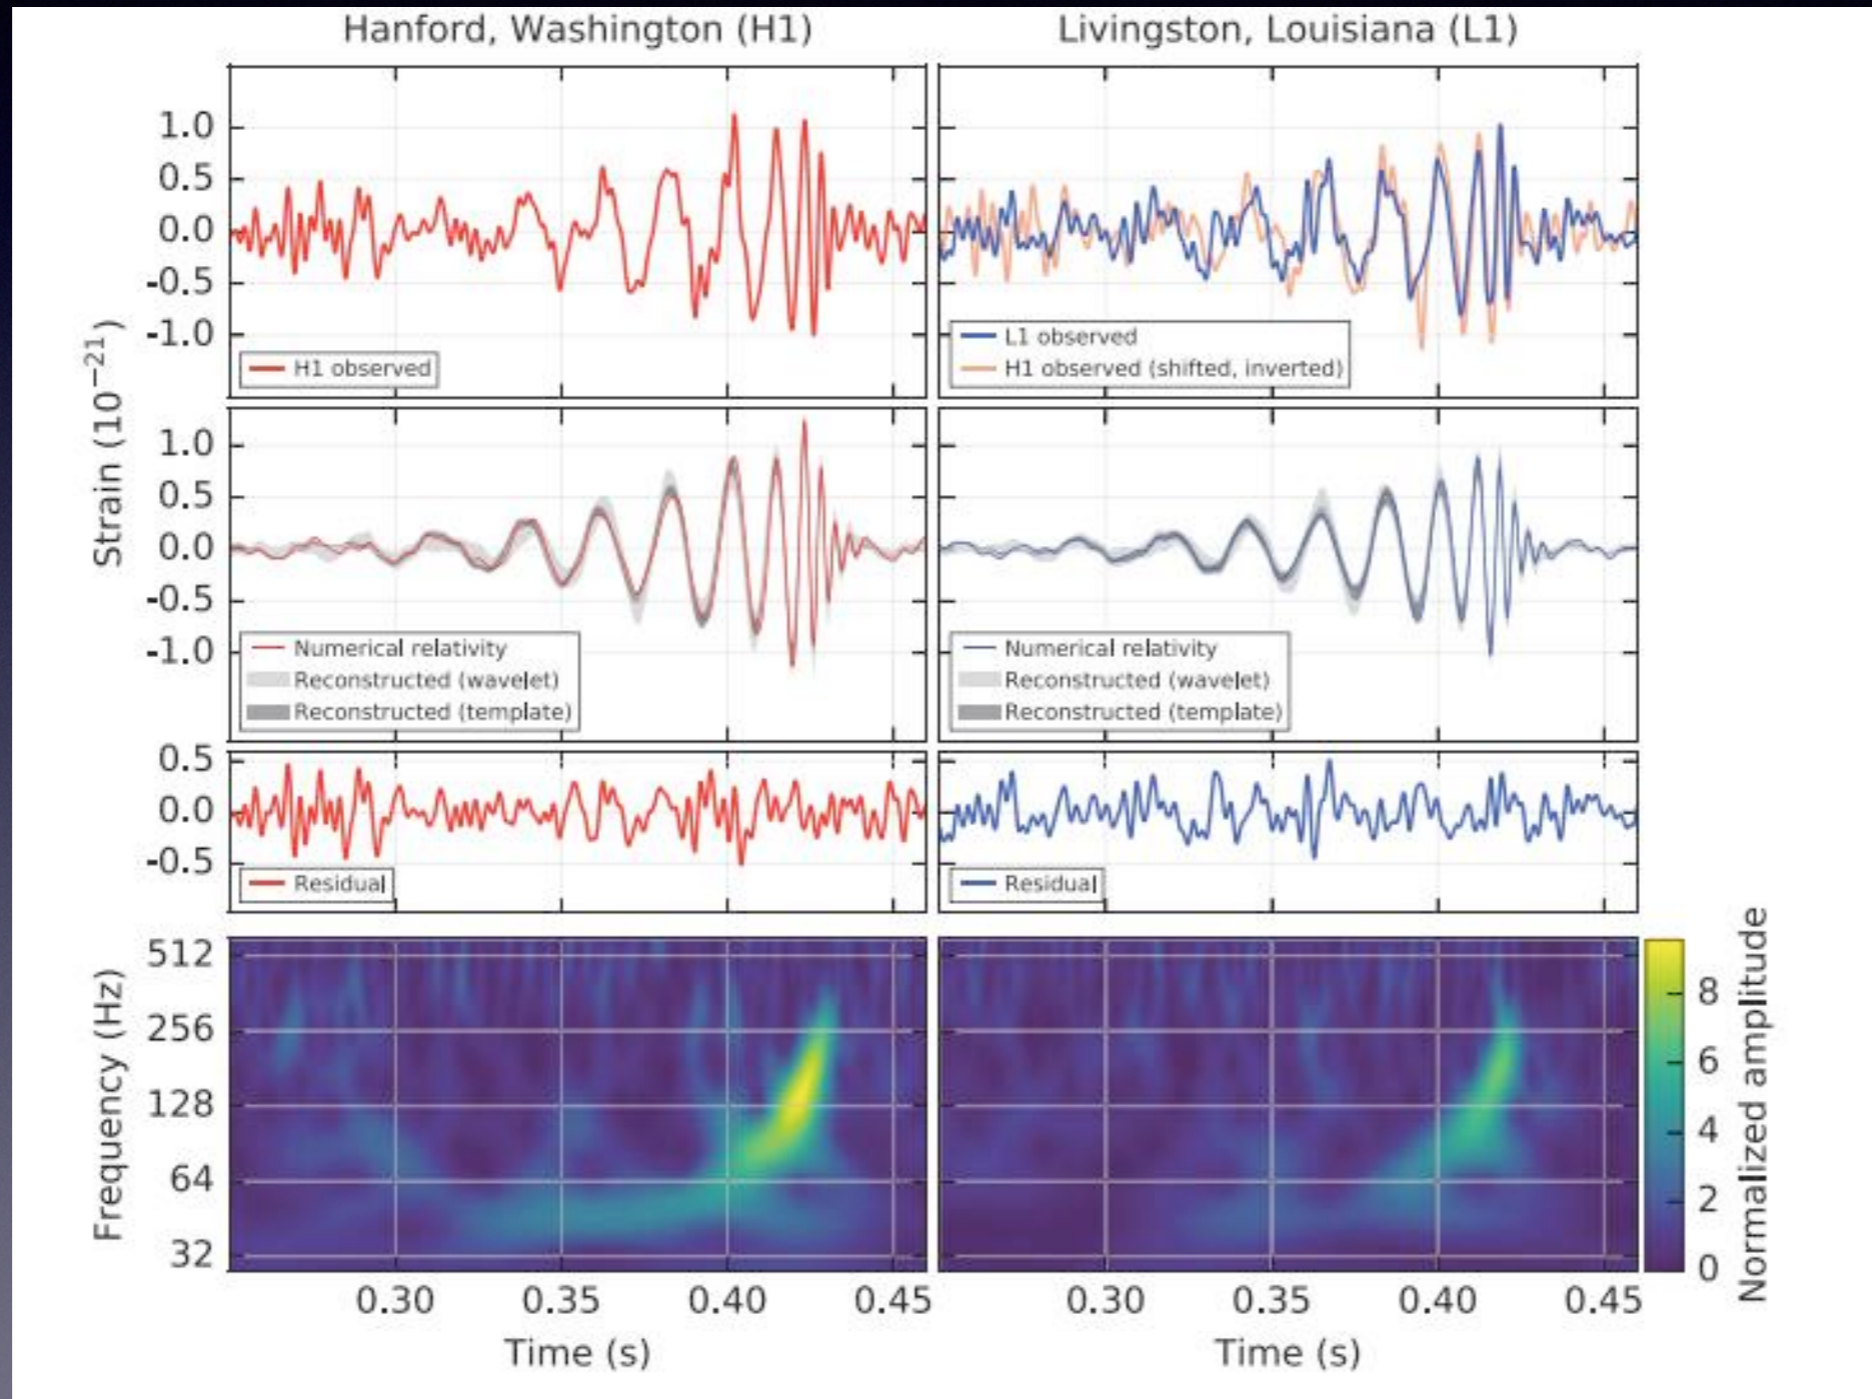 Hanford, Washington (H1)
Livingston, Louisiana (L1)
Strain (10⁻²¹)
1.0
0.5
0.0
-0.5
-1.0
H1 observed
L1 observed
H1 observed (shifted, inverted)
1.0
0.5
0.0
-0.5
-1.0
Numerical relativity
Reconstructed (wavelet)
Reconstructed (template)
Numerical relativity
Reconstructed (wavelet)
Reconstructed (template)
0.5
0.0
-0.5
Residual
Residual
Frequency (Hz)
512
256
128
64
32
Normalized amplitude
8
6
4
2
0
0.30 0.35 0.40 0.45
0.30 0.35 0.40 0.45
Time (s)
Time (s)